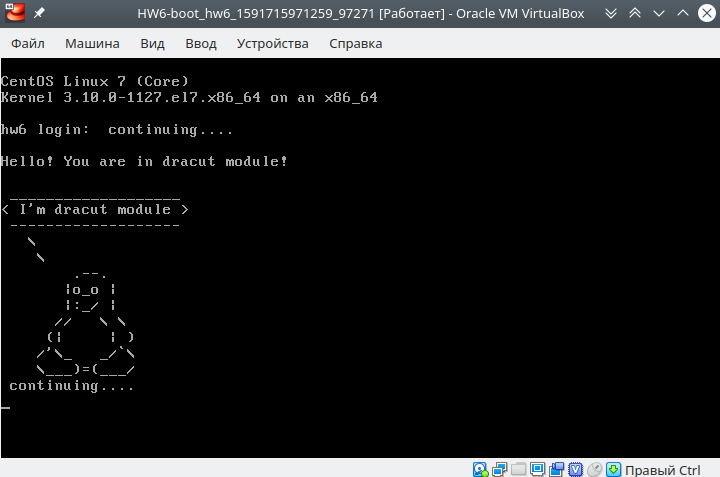 HW6-boot_hw6_1591715971259_97271 [Работает] - Oracle VM VirtualBox
Файл Машина Вид Ввод Устройства Справка
CentOS Linux 7 (Core)
Kernel 3.10.0-1127.el7.x86_64 on an x86_64
hw6 login:  continuing....
Hello! You are in dracut module!
 ___________________
< I'm dracut module >
 -------------------
   \
    \
        .--.
       |o_o |
       |:_/ |
      //   \ \
     (|     | )
    /'\_   _/`\
    \___)=(___/
 continuing....
_
Правый Ctrl